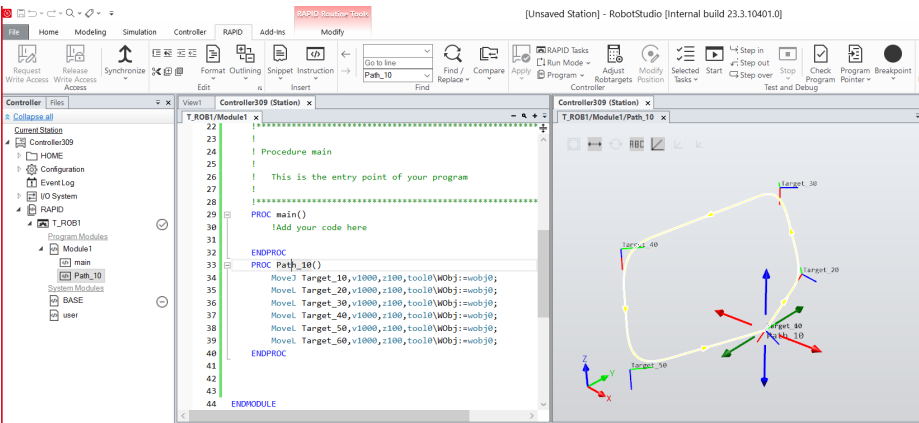 RAPID Routine Tools
[Unsaved Station] - RobotStudio [Internal build 23.3.10401.0]
File Home Modeling Simulation Controller RAPID Add-Ins Modify
Request Write Access
Release Write Access
Synchronize
Format
Outlining
Snippet
Instruction
Go to line
Path_10
Find / Replace
Compare
Apply
RAPID Tasks
Run Mode
Program
Adjust Robtargets
Modify Position
Selected Tasks
Start
Step in
Step out
Step over
Stop
Check Program
Program Pointer
Breakpoint
Access Edit Insert Find Controller Test and Debug
Controller Files
Collapse all
Current Station
Controller309
HOME
Configuration
Event Log
I/O System
RAPID
T_ROB1
Program Modules
Module1
main
Path_10
System Modules
BASE
user
View1 Controller309 (Station) x
T_ROB1/Module1 x
22 !****************************************************
23 !
24 ! Procedure main
25 !
26 !   This is the entry point of your program
27 !
28 !****************************************************
29 PROC main()
30 !Add your code here
31
32 ENDPROC
33 PROC Path_10()
34 MoveJ Target_10,v1000,z100,tool0\WObj:=wobj0;
35 MoveL Target_20,v1000,z100,tool0\WObj:=wobj0;
36 MoveL Target_30,v1000,z100,tool0\WObj:=wobj0;
37 MoveL Target_40,v1000,z100,tool0\WObj:=wobj0;
38 MoveL Target_50,v1000,z100,tool0\WObj:=wobj0;
39 MoveL Target_60,v1000,z100,tool0\WObj:=wobj0;
40 ENDPROC
41
42
43
44 ENDMODULE
Controller309 (Station) x
T_ROB1/Module1/Path_10 x
ABC
Target_30
Target_40
Target_20
Path_10
Target_50
Z
Y
X